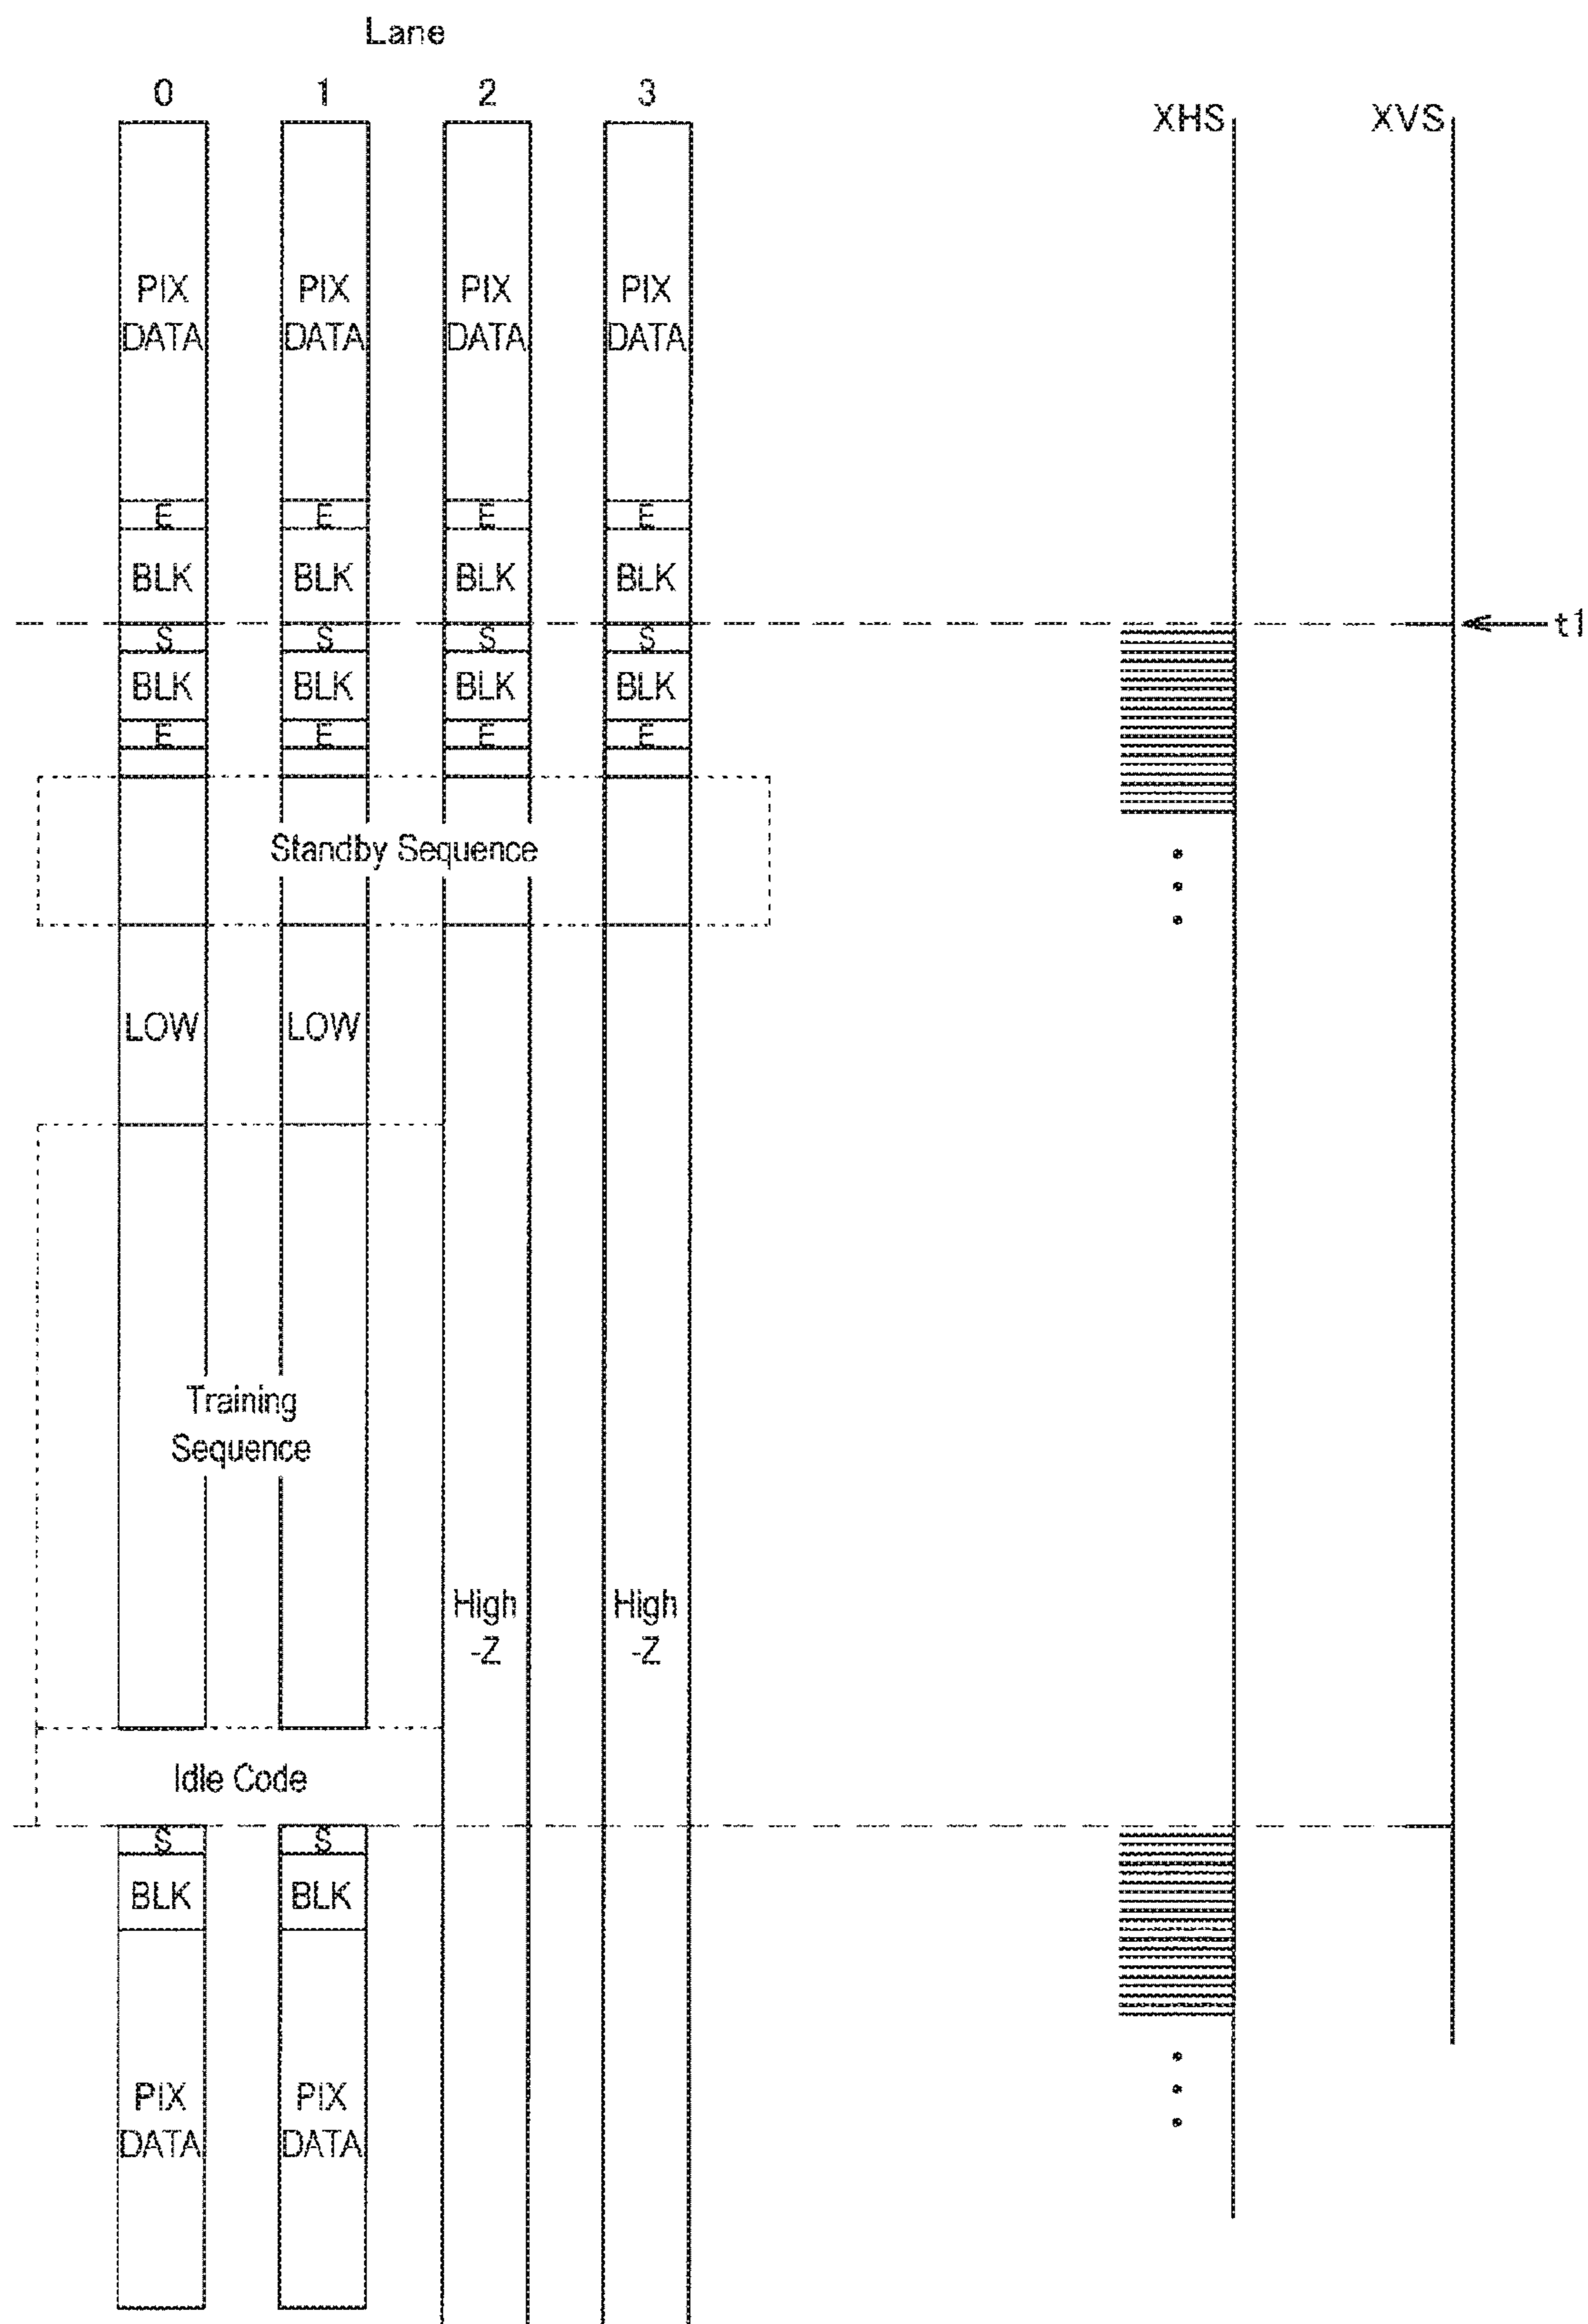 Lane
0 1 2 3
XHS XVS
PIX PIX PIX PIX
DATA DATA DATA DATA
E E E E
BLK BLK BLK BLK
t1
S S S S
BLK BLK BLK BLK
E E E E
Standby Sequence
LOW LOW
Training
Sequence
High High
-Z -Z
Idle Code
S S
BLK BLK
PIX PIX
DATA DATA